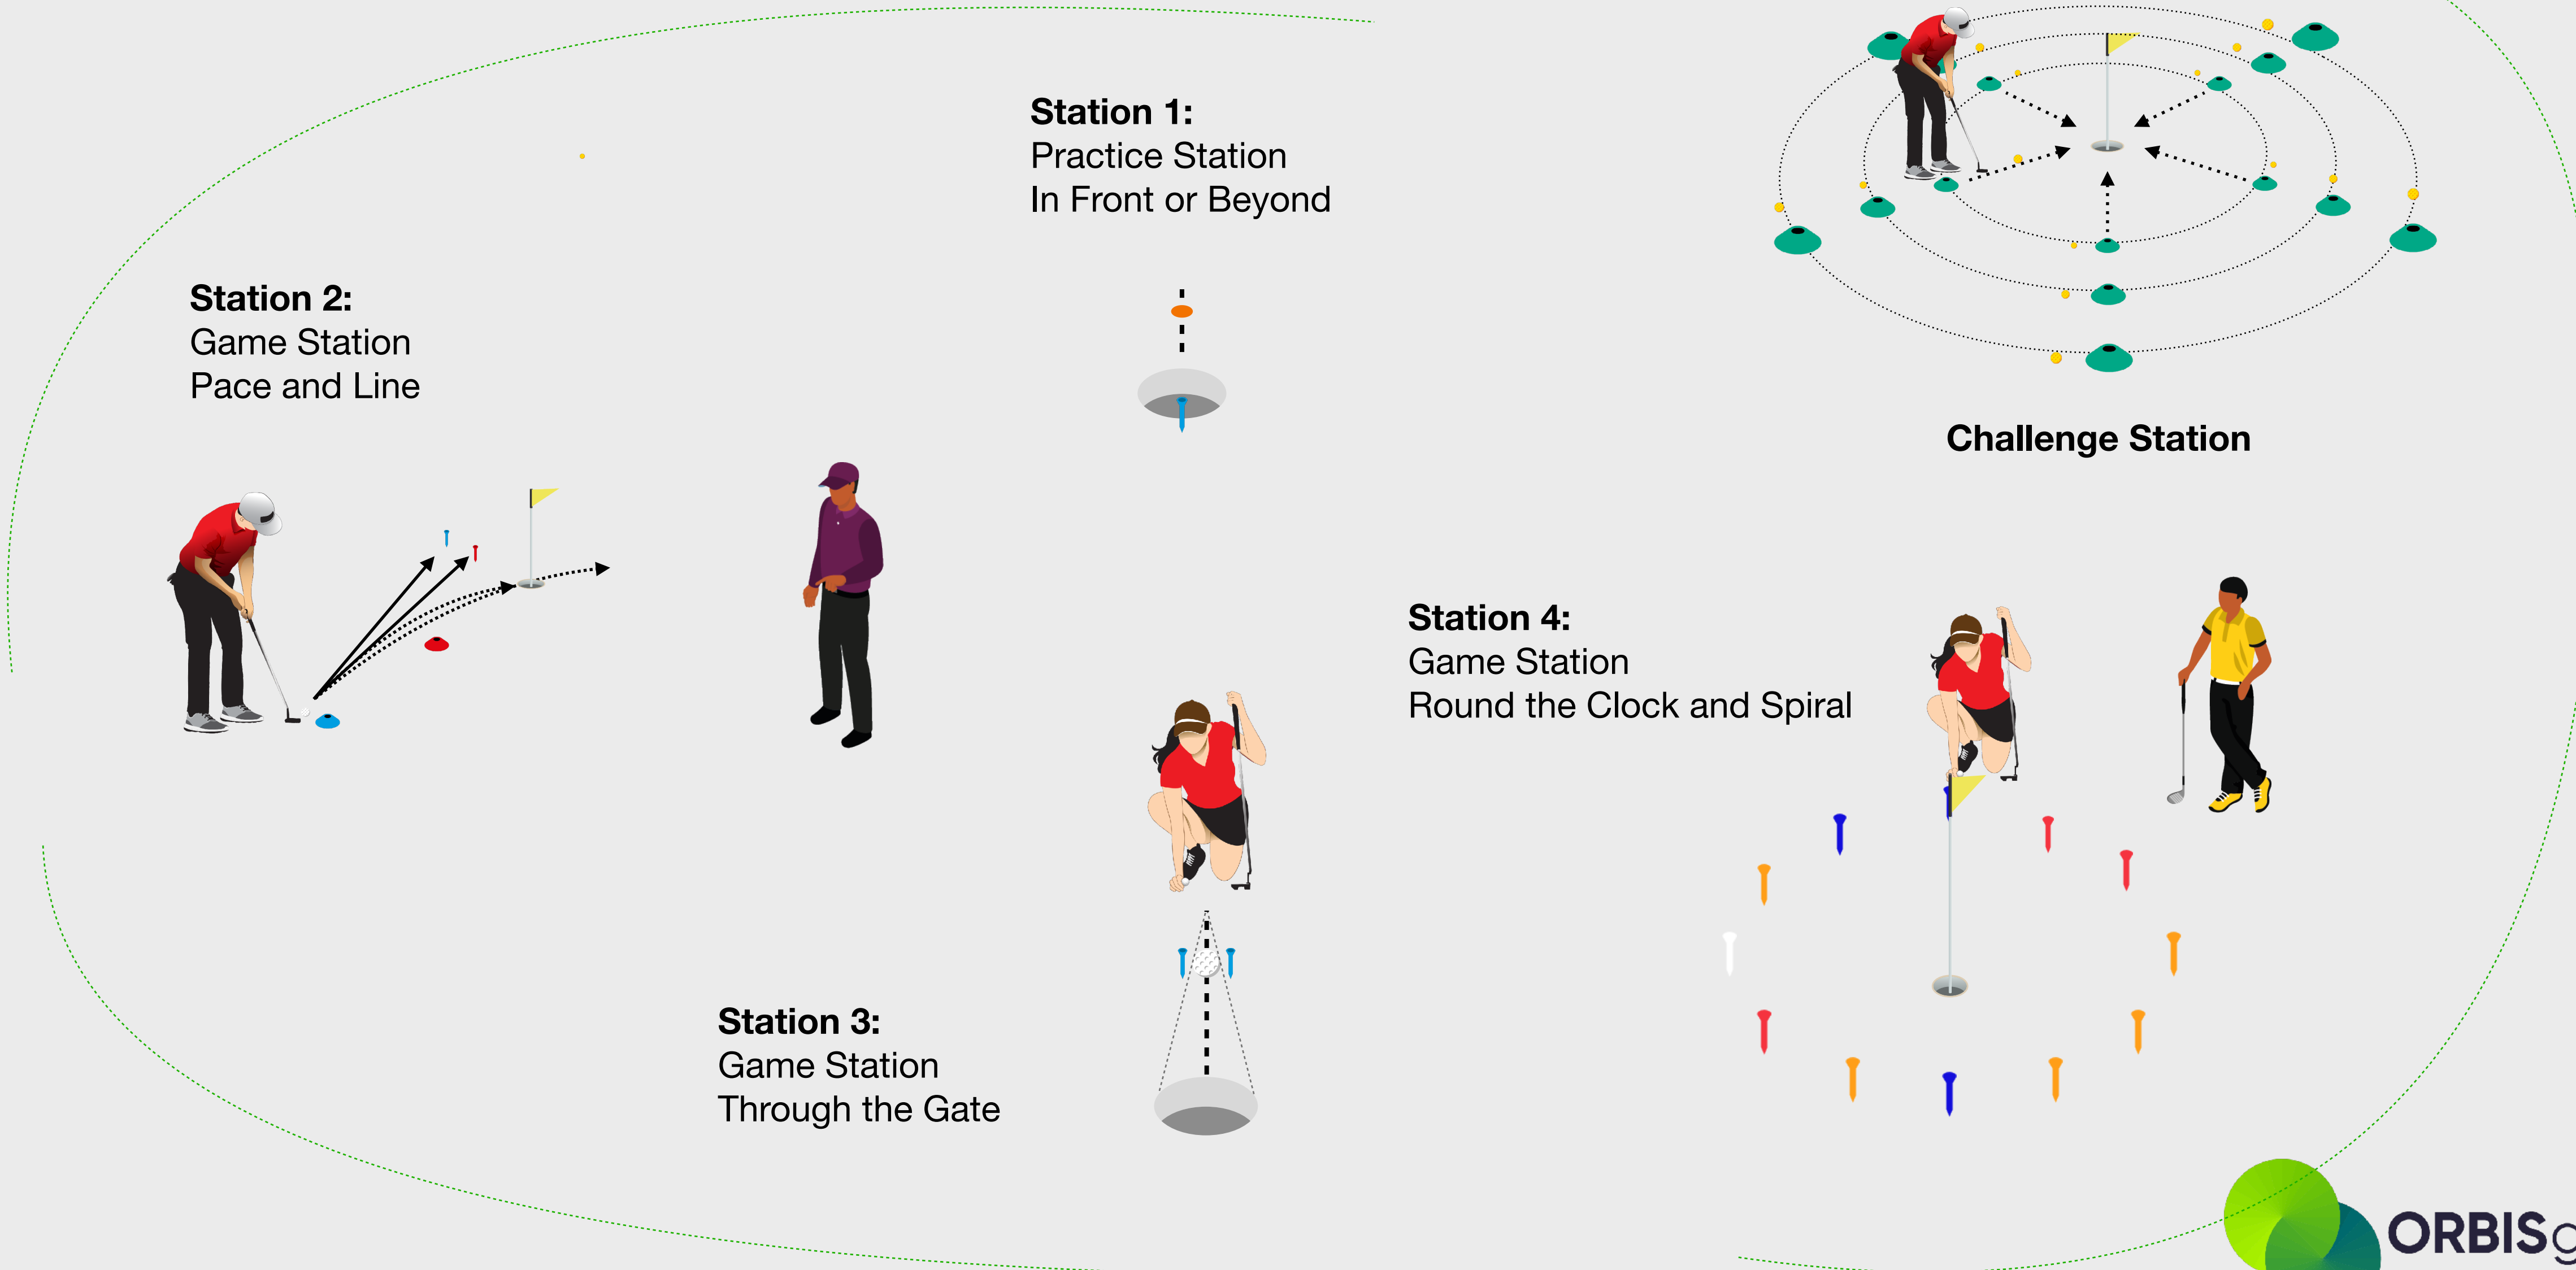 Station 1:
Practice Station
In Front or Beyond
Station 2:
Game Station
Pace and Line
Challenge Station
Station 4:
Game Station
Round the Clock and Spiral
Station 3:
Game Station
Through the Gate
ORBISg